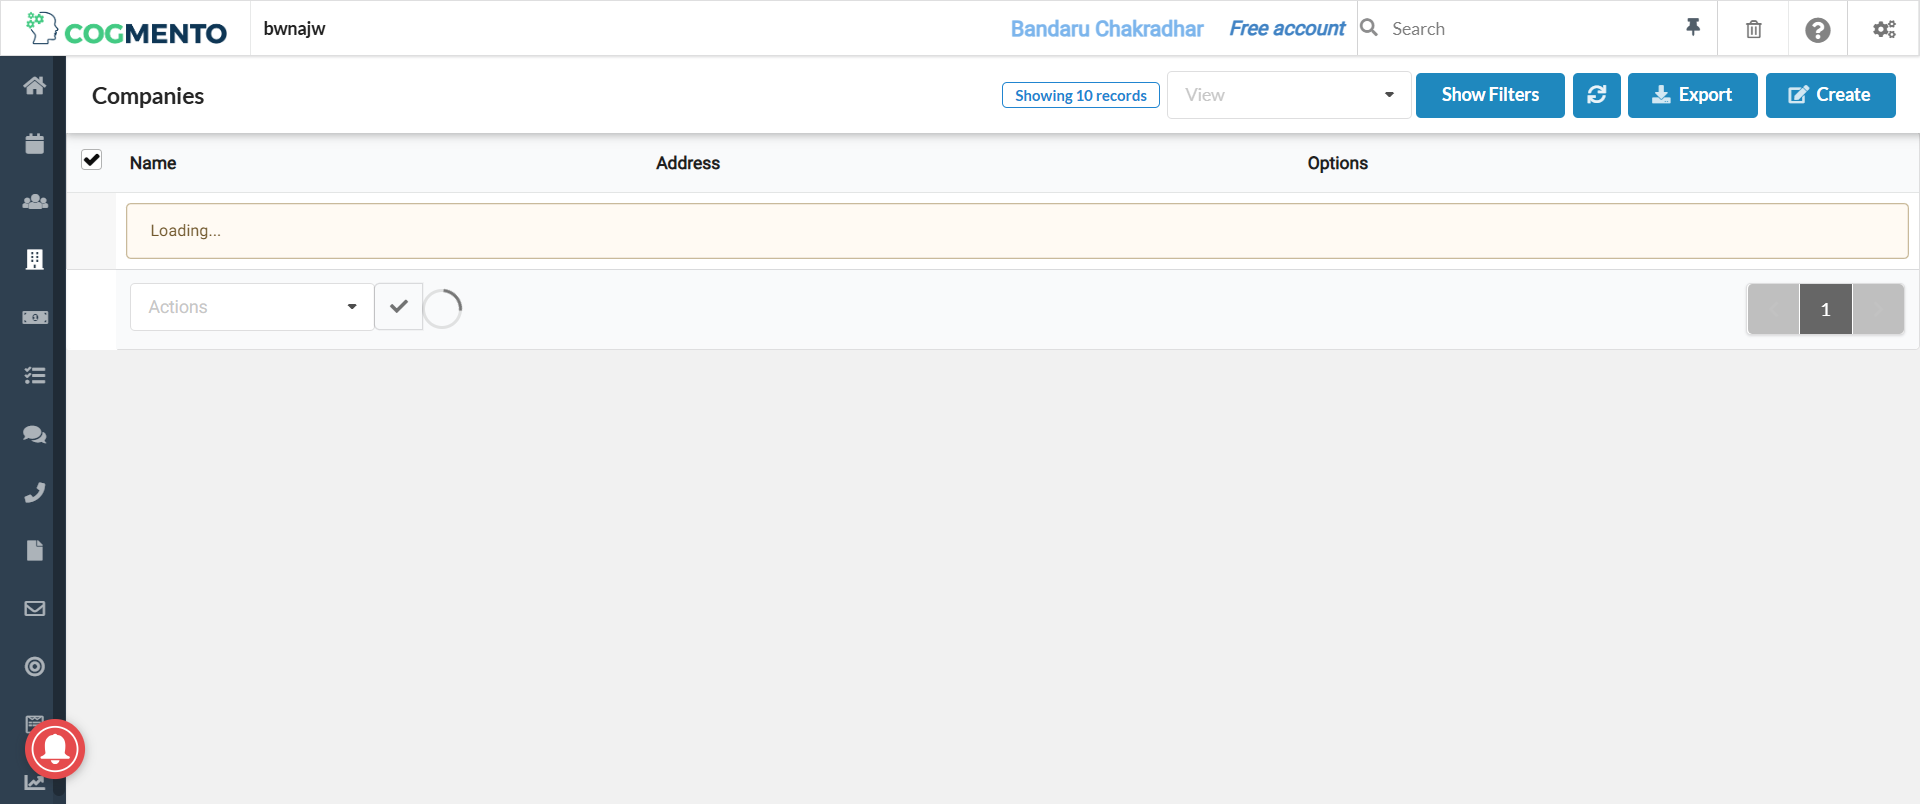 COGMENTO
bwnajw
Bandaru Chakradhar
Free account
Search
Companies
Showing 10 records
View
Show Filters
Export
Create
Name
Address
Options
Loading...
Actions
1